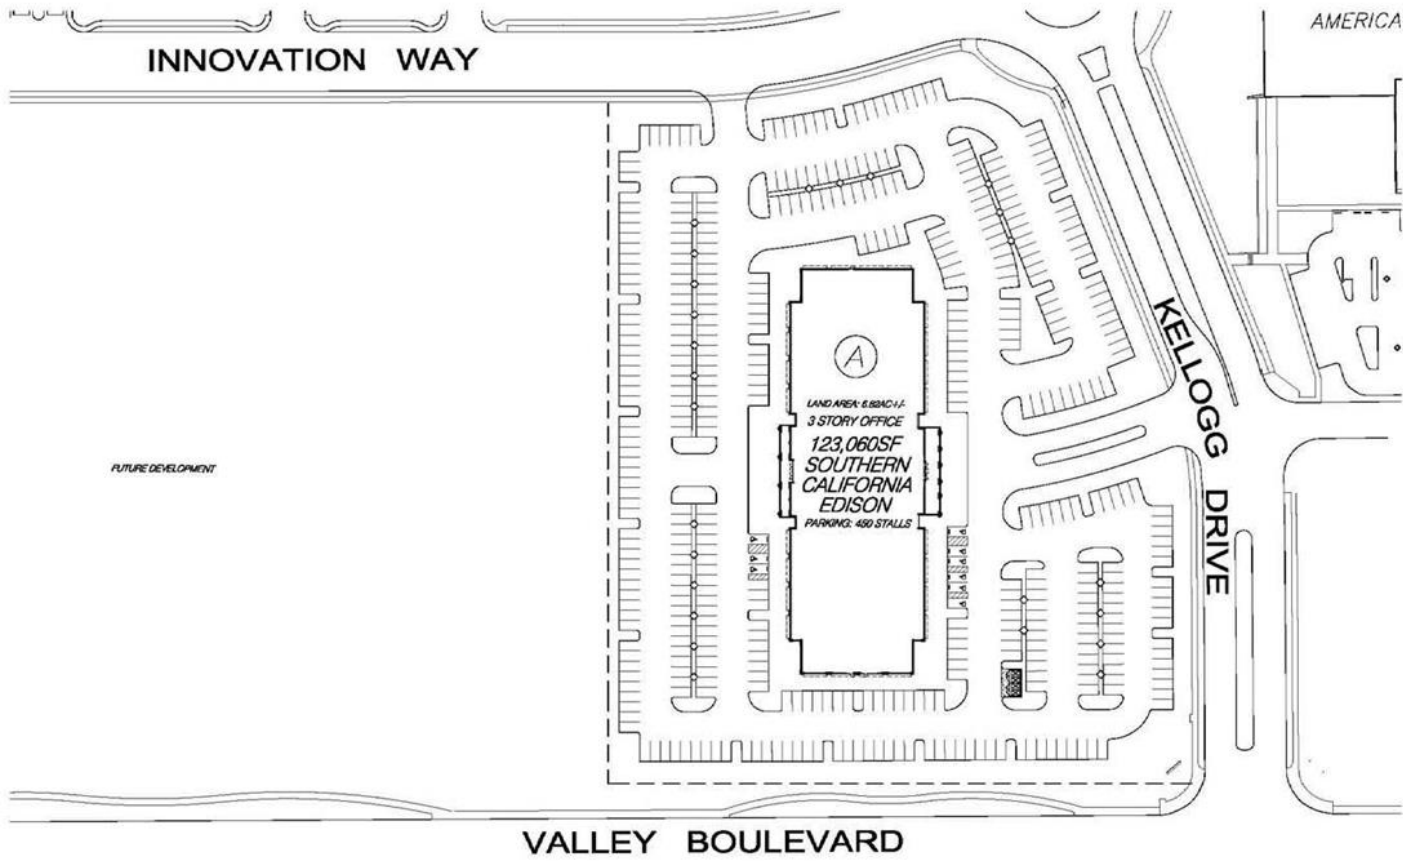 AMERICA
INNOVATION WAY
KELLOGG DRIVE
A
LAND AREA: 6.82AC+/-
3 STORY OFFICE
123,060SF
SOUTHERN
CALIFORNIA
EDISON
PARKING: 450 STALLS
FUTURE DEVELOPMENT
VALLEY BOULEVARD